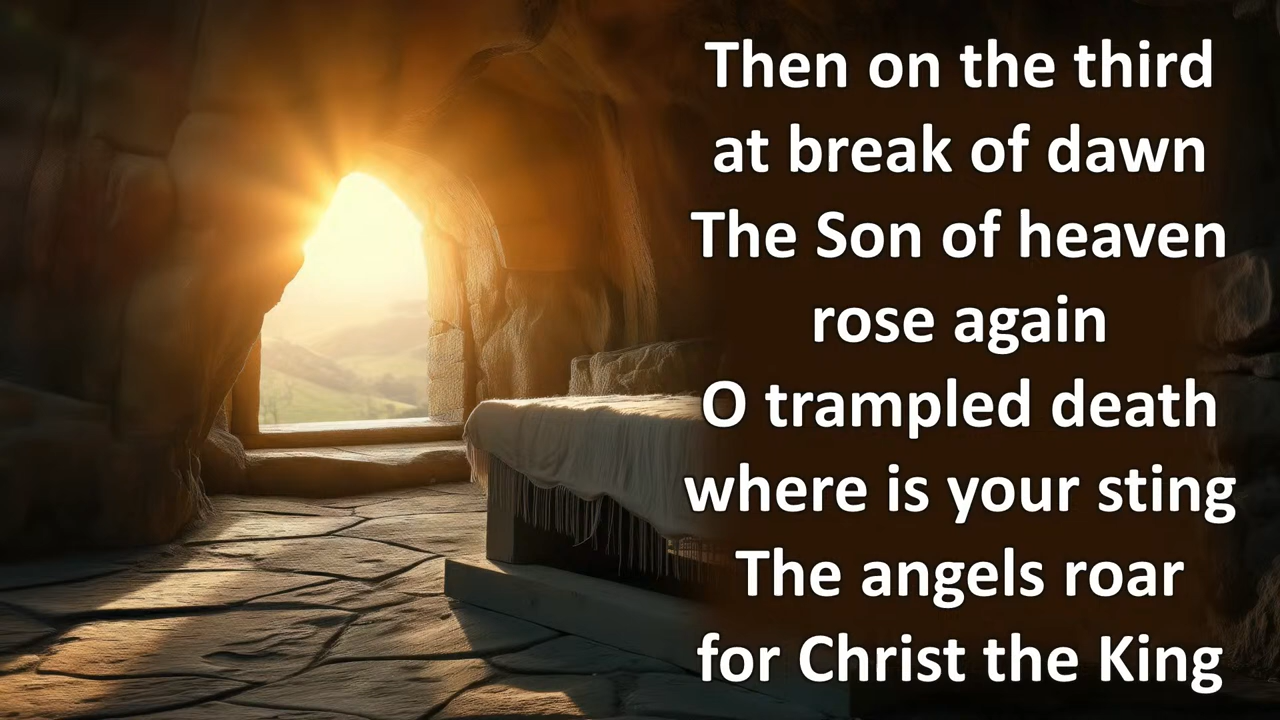 Then on the third
at break of dawn
The Son of heaven
rose again
O trampled death
where is your sting
The angels roar
for Christ the King